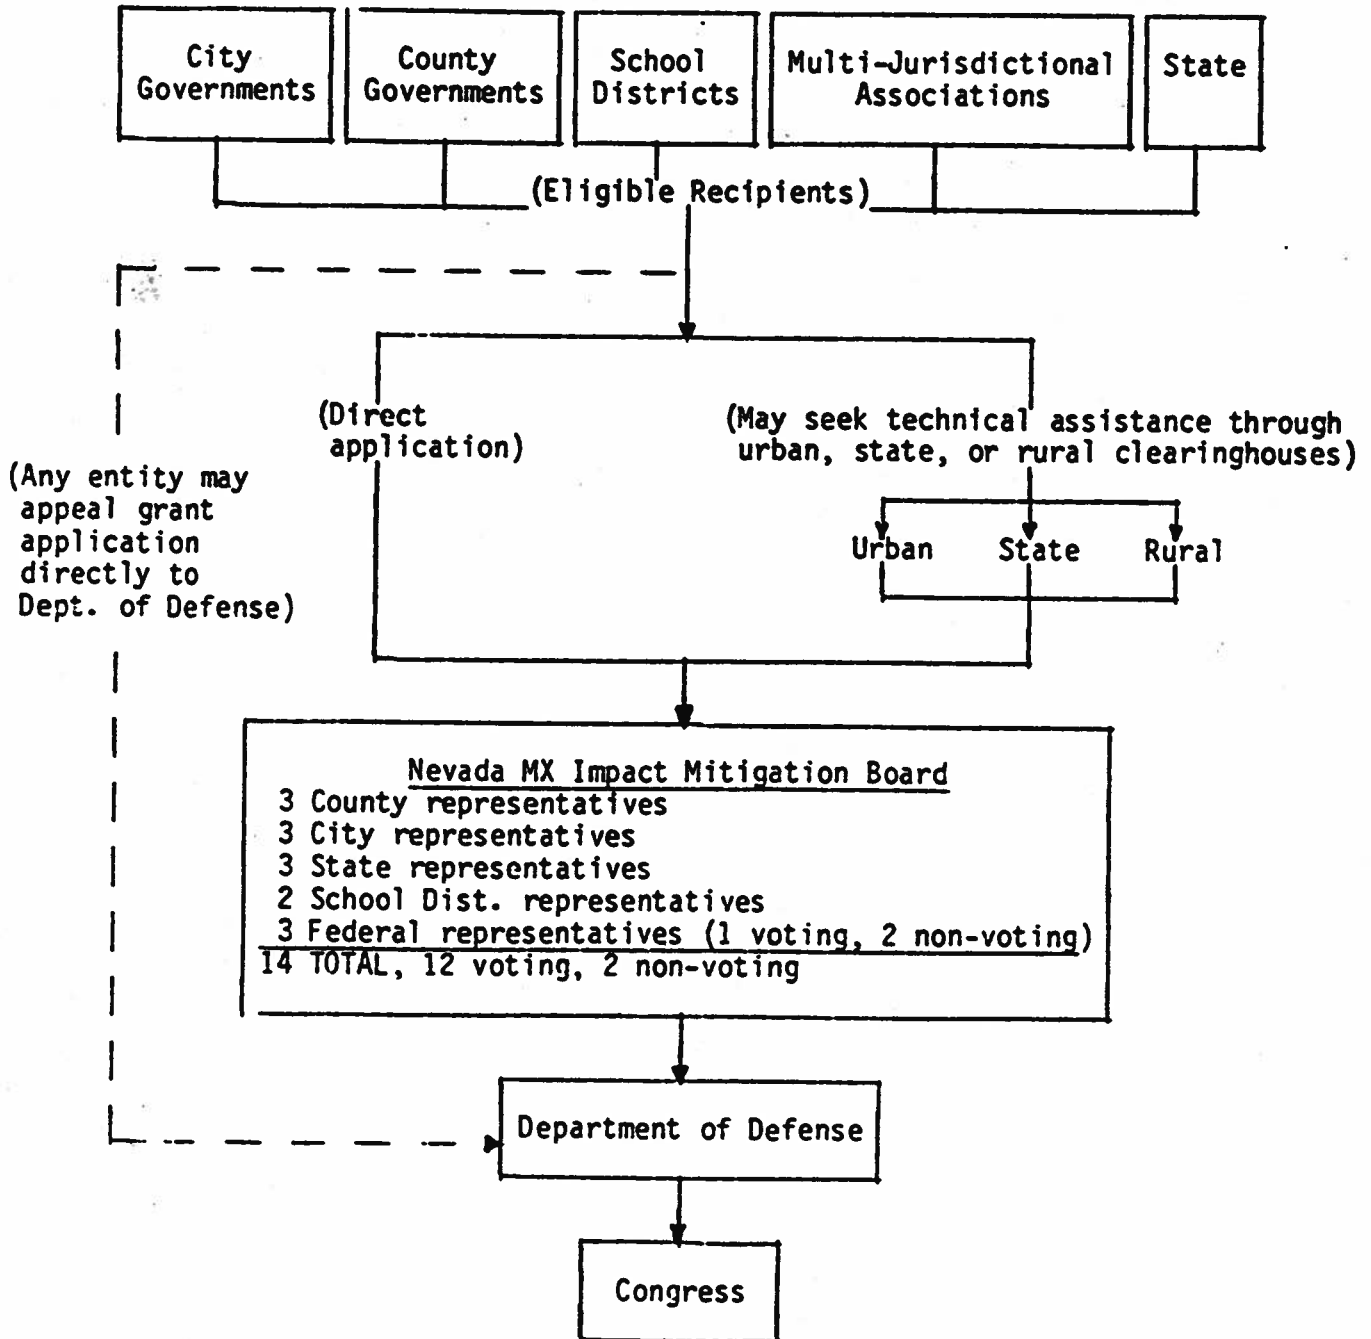 City
Governments
County
Governments
School
Districts
Multi-Jurisdictional
Associations
State
(Eligible Recipients)
(Direct
application)
(May seek technical assistance through
urban, state, or rural clearinghouses)
(Any entity may
appeal grant
application
directly to
Dept. of Defense)
Urban State Rural
Nevada MX Impact Mitigation Board
3 County representatives
3 City representatives
3 State representatives
2 School Dist. representatives
3 Federal representatives (1 voting, 2 non-voting)
14 TOTAL, 12 voting, 2 non-voting
Department of Defense
Congress